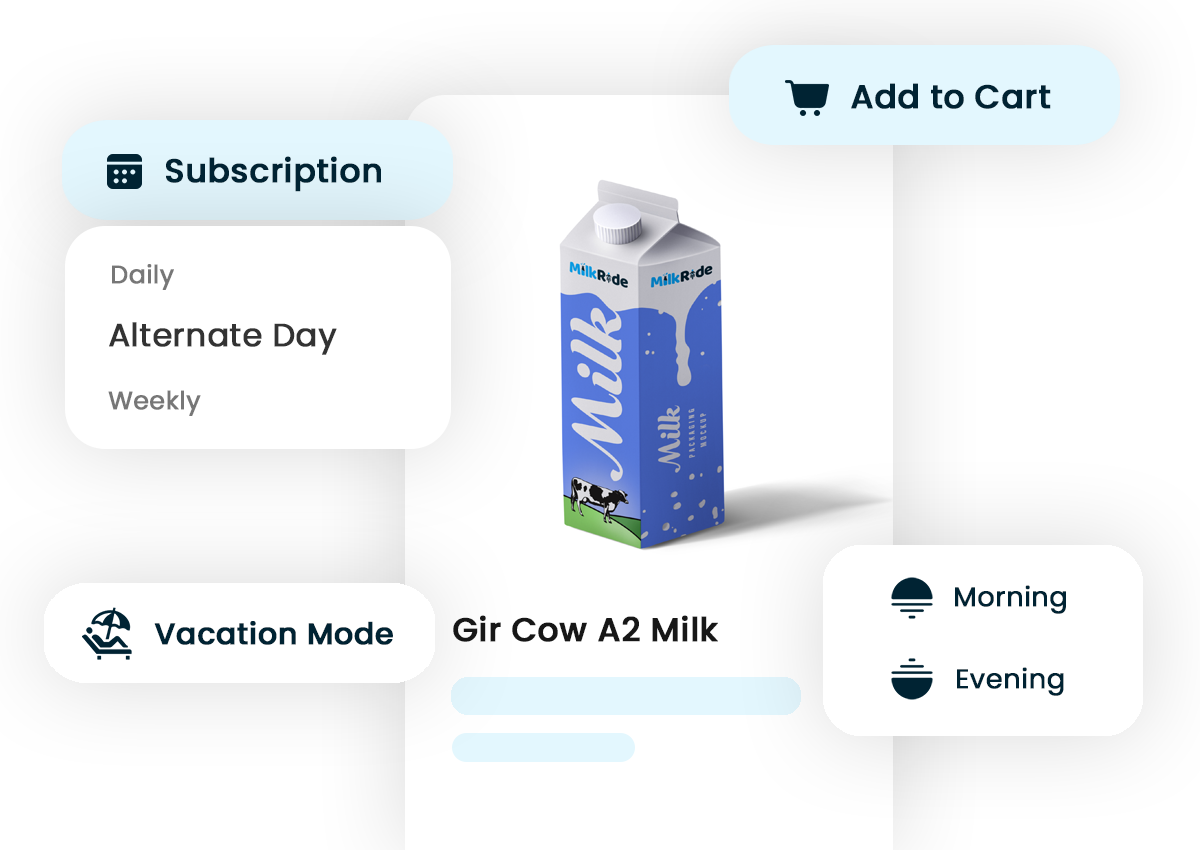 Add to Cart
Subscription
Daily
Alternate Day
Weekly
MilkRide
MilkRide
Milk
Milk
PACKAGING
MOCKUP
Vacation Mode
Gir Cow A2 Milk
Morning
Evening